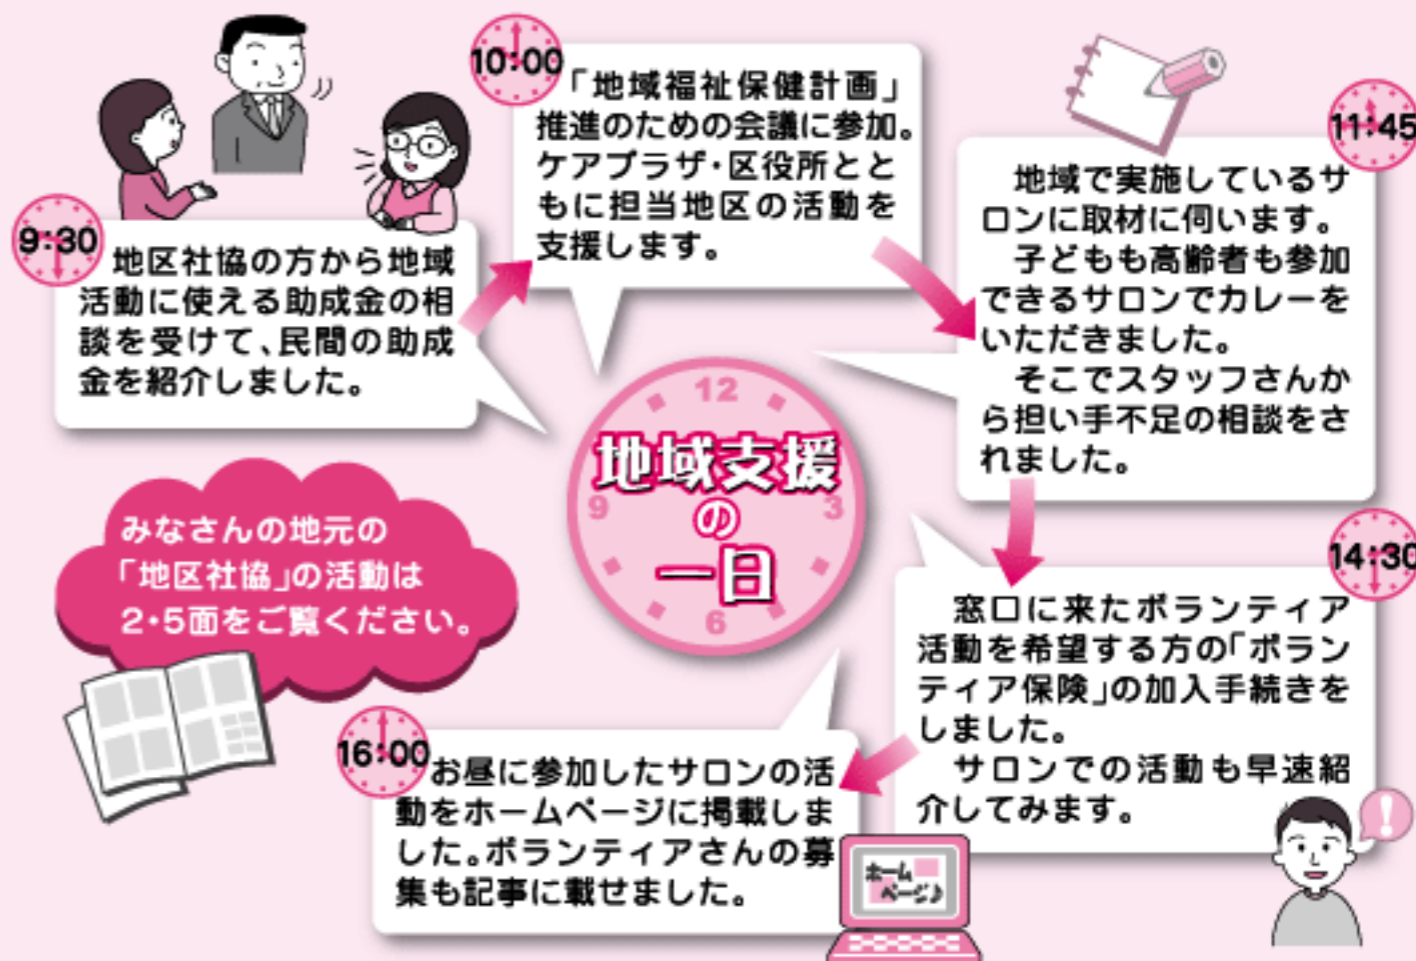 9:30
地区社協の方から地域
活動に使える助成金の相
談を受けて、民間の助成
金を紹介しました。
10:00
「地域福祉保健計画」
推進のための会議に参加。
ケアプラザ・区役所とと
もに担当地区の活動を
支援します。
11:45
地域で実施しているサ
ロンに取材に伺います。
子どもも高齢者も参加
できるサロンでカレーを
いただきました。
そこでスタッフさんか
ら担い手不足の相談をさ
れました。
14:30
窓口に来たボランティア
活動を希望する方の「ボラン
ティア保険」の加入手続きを
しました。
サロンでの活動も早速紹
介してみます。
!
16:00
お昼に参加したサロンの活
動をホームページに掲載しま
した。ボランティアさんの募
集も記事に載せました。
ホーム
ページ♪
12
3
6
9
地域支援
の
一日
みなさんの地元の
「地区社協」の活動は
2・5面をご覧ください。